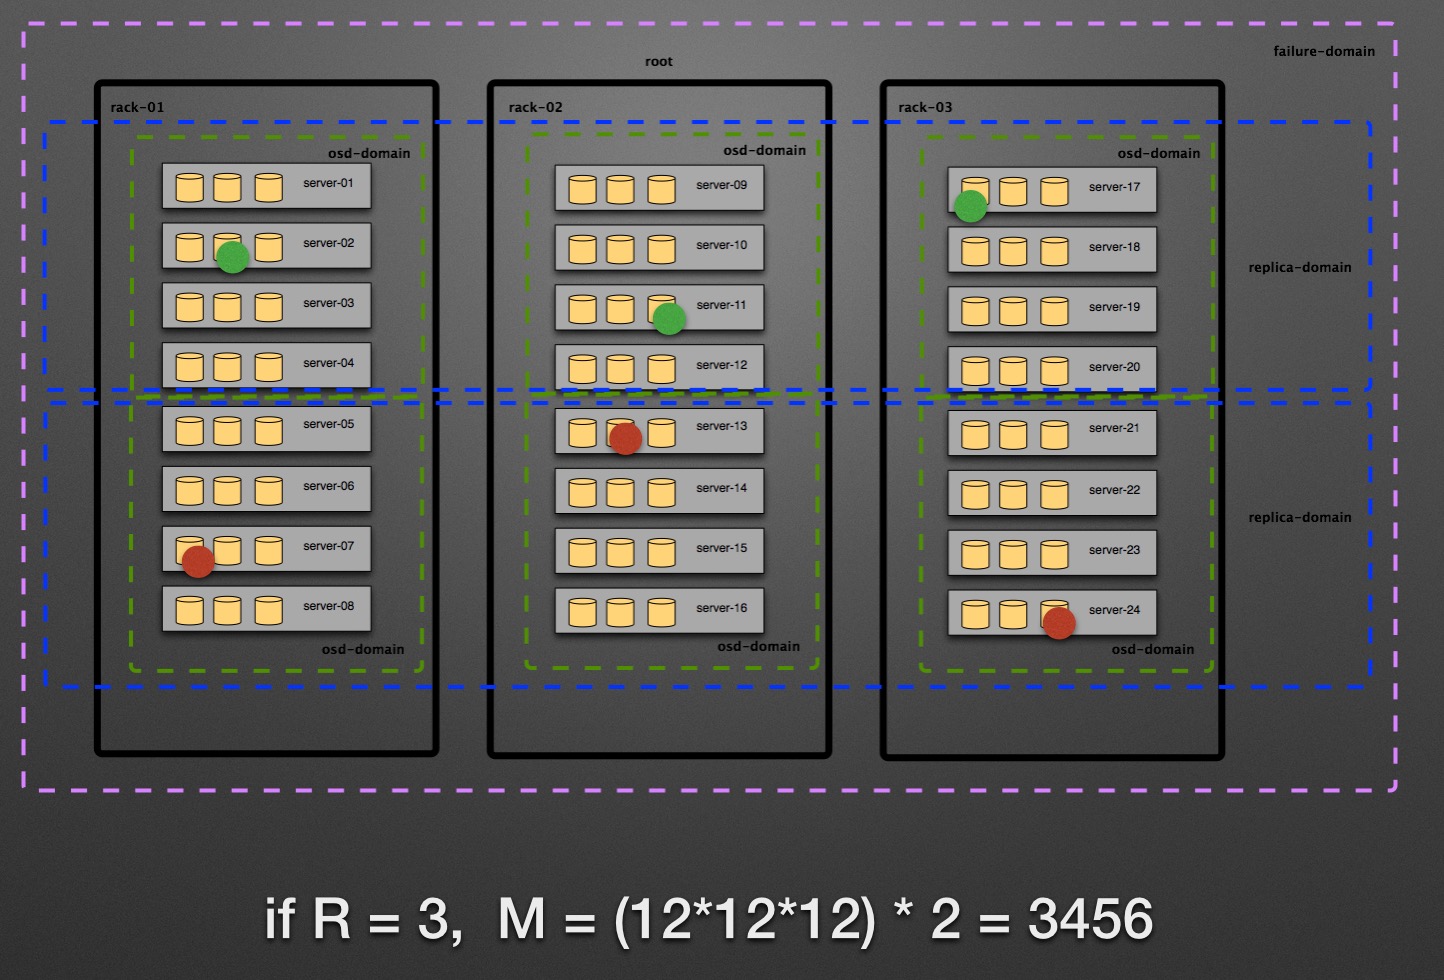 failure-domain
root
rack-01
rack-02
rack-03
osd-domain
osd-domain
osd-domain
server-01
server-09
server-17
server-02
server-10
server-18
replica-domain
server-03
server-11
server-19
server-04
server-12
server-20
server-05
server-13
server-21
server-06
server-14
server-22
replica-domain
server-07
server-15
server-23
server-08
server-16
server-24
osd-domain
osd-domain
osd-domain
if R = 3, M = (12*12*12) * 2 = 3456